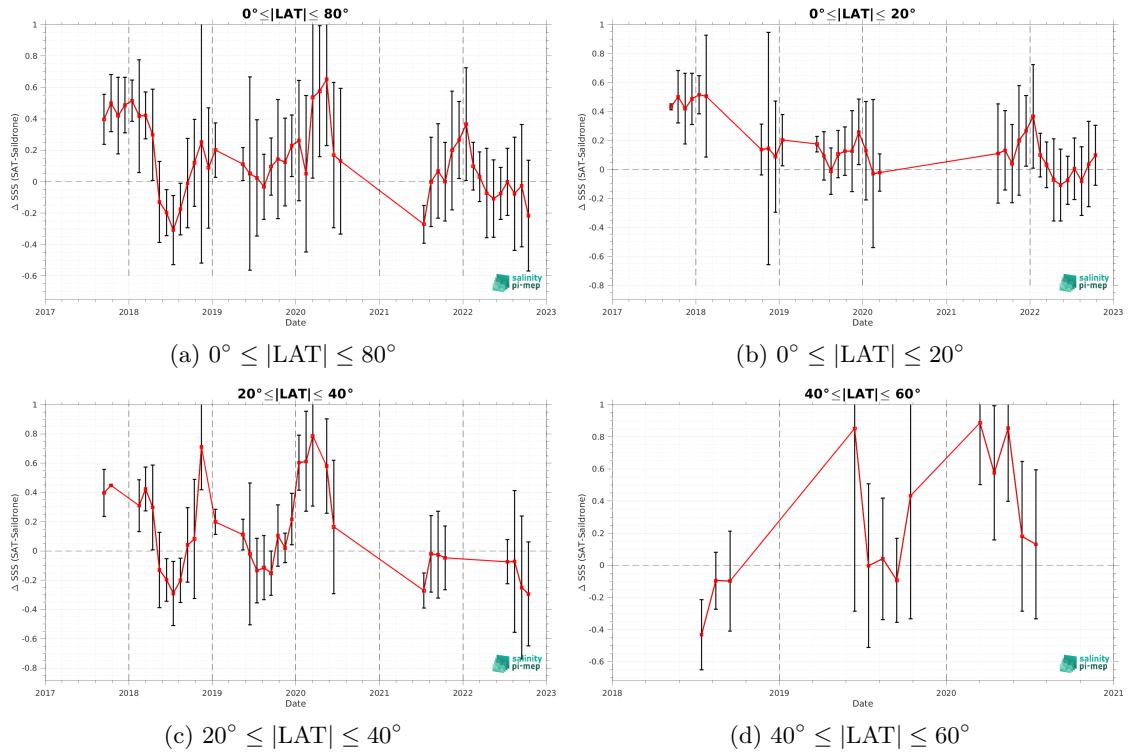 0°≤|LAT|≤ 80°
Δ SSS (SAT-Saildrone)
1
0.8
0.6
0.4
0.2
0
-0.2
-0.4
-0.6
2017 2018 2019 2020 2021 2022 2023
Date
salinity
pi-mep
(a) 0° ≤ |LAT| ≤ 80°
0°≤|LAT|≤ 20°
Δ SSS (SAT-Saildrone)
1
0.8
0.6
0.4
0.2
0
-0.2
-0.4
-0.6
-0.8
2017 2018 2019 2020 2021 2022 2023
Date
salinity
pi-mep
(b) 0° ≤ |LAT| ≤ 20°
20°≤|LAT|≤ 40°
Δ SSS (SAT-Saildrone)
1
0.8
0.6
0.4
0.2
0
-0.2
-0.4
-0.6
-0.8
2017 2018 2019 2020 2021 2022 2023
Date
salinity
pi-mep
(c) 20° ≤ |LAT| ≤ 40°
40°≤|LAT|≤ 60°
Δ SSS (SAT-Saildrone)
1
0.8
0.6
0.4
0.2
0
-0.2
-0.4
-0.6
2018 2019 2020 2021
Date
salinity
pi-mep
(d) 40° ≤ |LAT| ≤ 60°